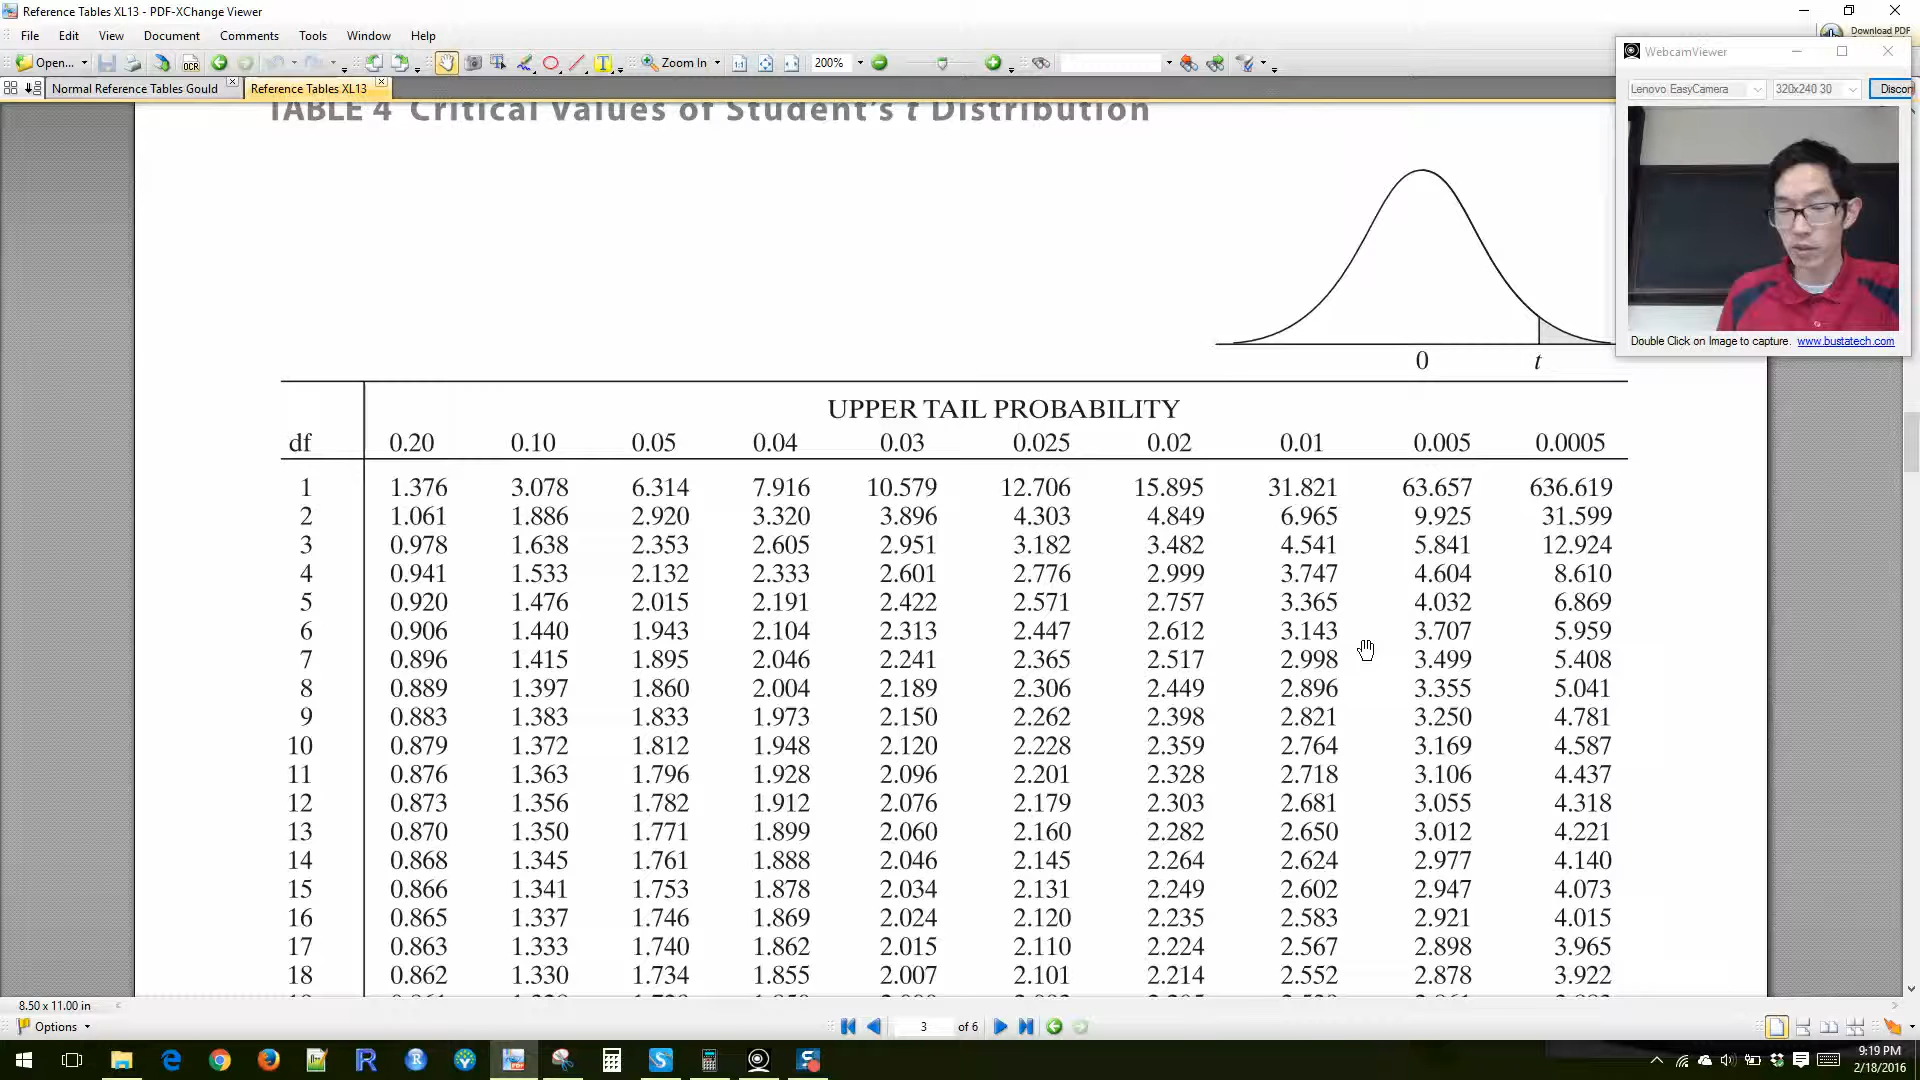 Reference Tables XL13 - PDF-XChange Viewer
File Edit View Document Comments Tools Window Help
Download PDF
Open... OCR Zoom In 200%
Normal Reference Tables Gould Reference Tables XL13
WebcamViewer
Lenovo EasyCamera 320x240 30 Discon
Double Click on Image to capture. www.bustatech.com
TABLE 4 Critical Values of Student's t Distribution
0 t
UPPER TAIL PROBABILITY
df 0.20 0.10 0.05 0.04 0.03 0.025 0.02 0.01 0.005 0.0005
1 1.376 3.078 6.314 7.916 10.579 12.706 15.895 31.821 63.657 636.619
2 1.061 1.886 2.920 3.320 3.896 4.303 4.849 6.965 9.925 31.599
3 0.978 1.638 2.353 2.605 2.951 3.182 3.482 4.541 5.841 12.924
4 0.941 1.533 2.132 2.333 2.601 2.776 2.999 3.747 4.604 8.610
5 0.920 1.476 2.015 2.191 2.422 2.571 2.757 3.365 4.032 6.869
6 0.906 1.440 1.943 2.104 2.313 2.447 2.612 3.143 3.707 5.959
7 0.896 1.415 1.895 2.046 2.241 2.365 2.517 2.998 3.499 5.408
8 0.889 1.397 1.860 2.004 2.189 2.306 2.449 2.896 3.355 5.041
9 0.883 1.383 1.833 1.973 2.150 2.262 2.398 2.821 3.250 4.781
10 0.879 1.372 1.812 1.948 2.120 2.228 2.359 2.764 3.169 4.587
11 0.876 1.363 1.796 1.928 2.096 2.201 2.328 2.718 3.106 4.437
12 0.873 1.356 1.782 1.912 2.076 2.179 2.303 2.681 3.055 4.318
13 0.870 1.350 1.771 1.899 2.060 2.160 2.282 2.650 3.012 4.221
14 0.868 1.345 1.761 1.888 2.046 2.145 2.264 2.624 2.977 4.140
15 0.866 1.341 1.753 1.878 2.034 2.131 2.249 2.602 2.947 4.073
16 0.865 1.337 1.746 1.869 2.024 2.120 2.235 2.583 2.921 4.015
17 0.863 1.333 1.740 1.862 2.015 2.110 2.224 2.567 2.898 3.965
18 0.862 1.330 1.734 1.855 2.007 2.101 2.214 2.552 2.878 3.922
8.50 x 11.00 in
Options 3 of 6
9:19 PM
2/18/2016